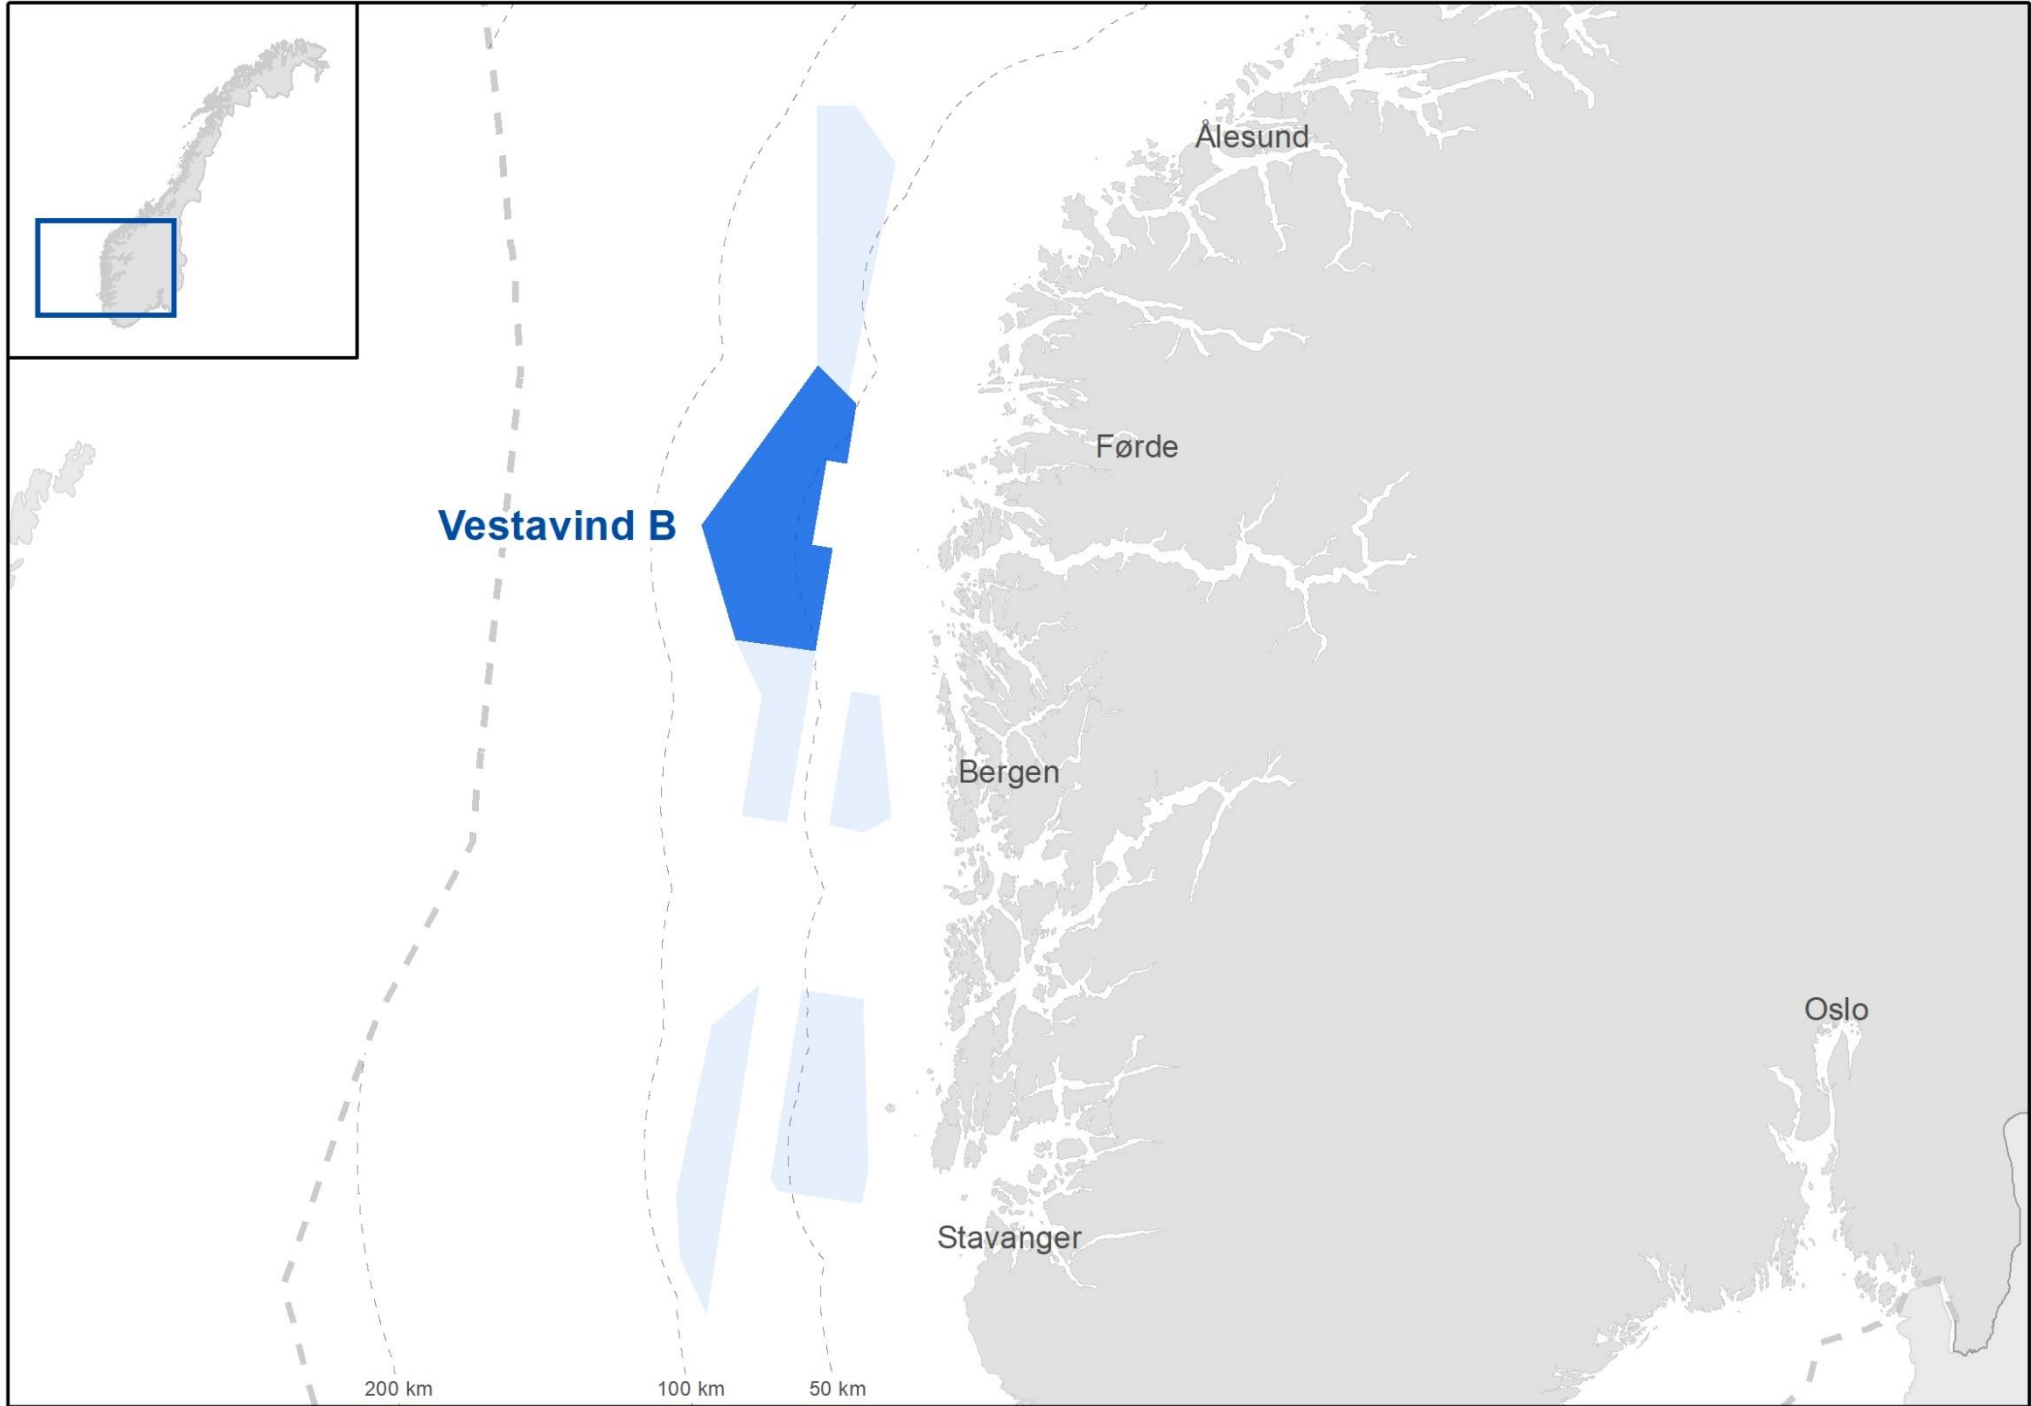 Ålesund
Førde
Vestavind B
Bergen
Oslo
Stavanger
200 km
100 km
50 km